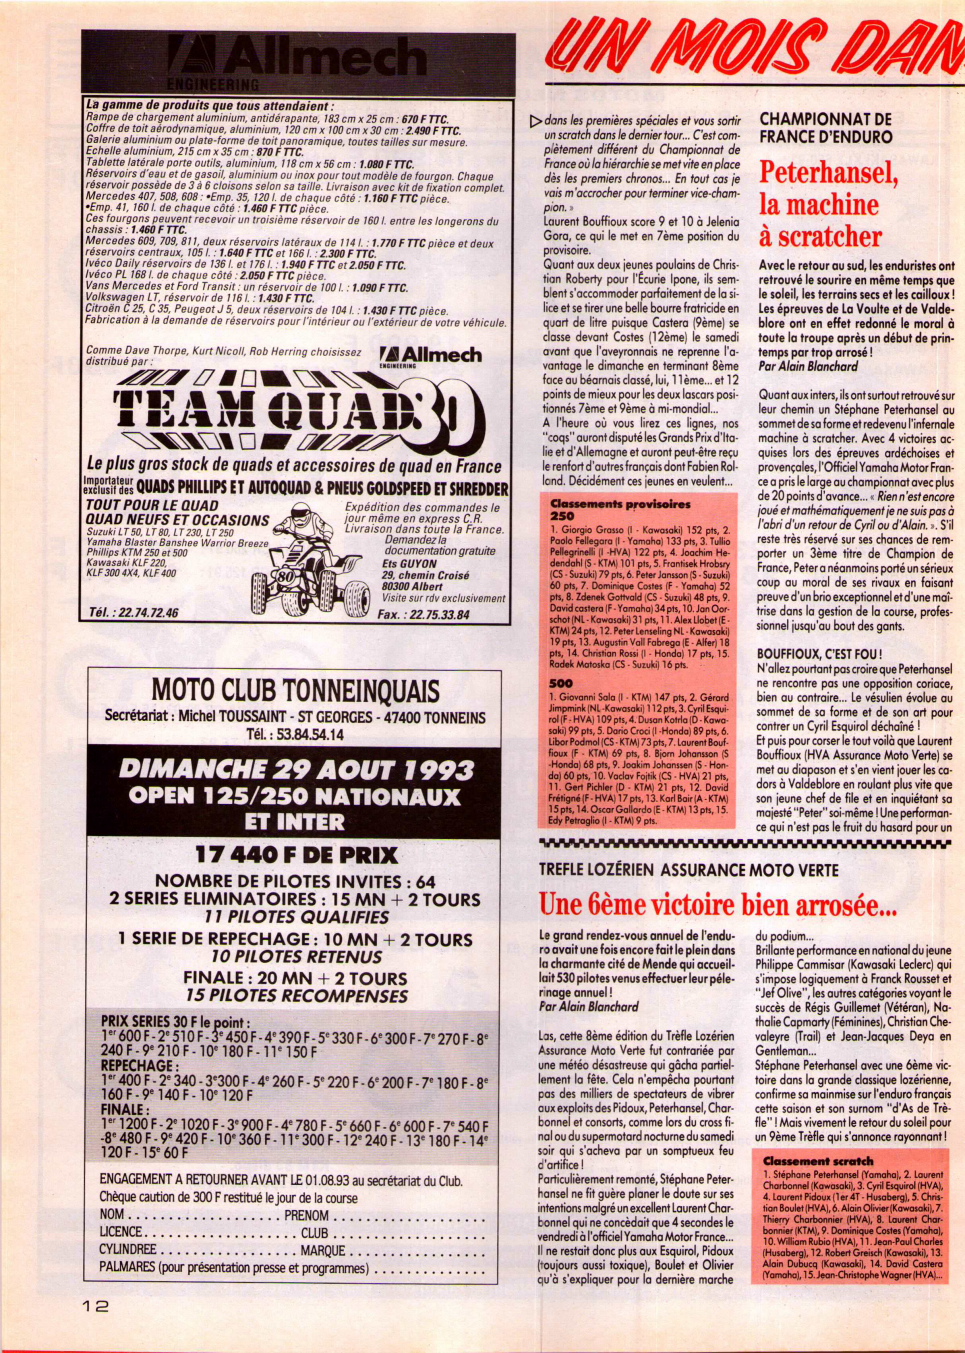 Allmech
ENGINEERING
La gamme de produits que tous attendaient :
Rampe de chargement aluminium, antidérapante, 183 cm x 25 cm : 670 F TTC.
Coffre de toit aérodynamique, aluminium, 120 cm x 100 cm x 30 cm : 2.490 F TTC.
Galerie aluminium ou plate-forme de toit panoramique, toutes tailles sur mesure.
Echelle aluminium, 215 cm x 35 cm : 870 F TTC.
Tablette latérale porte outils, aluminium, 118 cm x 56 cm : 1.080 F TTC.
Réservoirs d'eau et de gasoil, aluminium ou inox pour tout modèle de fourgon. Chaque
réservoir possède de 3 à 6 cloisons selon sa taille. Livraison avec kit de fixation complet.
Mercedes 407, 508, 608 : •Emp. 35, 120 l. de chaque côté : 1.160 F TTC pièce.
•Emp. 41, 160 l. de chaque côté : 1.460 F TTC pièce.
Ces fourgons peuvent recevoir un troisième réservoir de 160 l. entre les longerons du
chassis : 1.460 F TTC.
Mercedes 609, 709, 811, deux réservoirs latéraux de 114 l. : 1.770 F TTC pièce et deux
réservoirs centraux, 105 l. : 1.640 F TTC et 166 l. : 2.300 F TTC.
Ivéco Daily réservoirs de 136 l. et 176 l. : 1.940 F TTC et 2.050 F TTC.
Ivéco PL 168 l. de chaque côté : 2.050 F TTC pièce.
Vans Mercedes et Ford Transit : un réservoir de 100 l. : 1.090 F TTC.
Volkswagen LT, réservoir de 116 l. : 1.430 F TTC.
Citroën C 25, C 35, Peugeot J 5, deux réservoirs de 104 l. : 1.430 F TTC pièce.
Fabrication à la demande de réservoirs pour l'intérieur ou l'extérieur de votre véhicule.
Comme Dave Thorpe, Kurt Nicoll, Rob Herring choisissez
distribué par :
Allmech
ENGINEERING
TEAM QUAD 80
Le plus gros stock de quads et accessoires de quad en France
Importateur
exclusif des QUADS PHILLIPS ET AUTOQUAD & PNEUS GOLDSPEED ET SHREDDER
TOUT POUR LE QUAD
QUAD NEUFS ET OCCASIONS
Suzuki LT 50, LT 80, LT 230, LT 250
Yamaha Blaster Banshee Warrior Breeze
Phillips KTM 250 et 500
Kawasaki KLF 220,
KLF 300 4X4, KLF 400
Tél. : 22.74.72.46
80
Expédition des commandes le
jour même en express C.R.
Livraison dans toute la France.
Demandez la
documentation gratuite
Ets GUYON
29, chemin Croisé
80300 Albert
Visite sur rdv exclusivement
Fax. : 22.75.33.84
MOTO CLUB TONNEINQUAIS
Secrétariat : Michel TOUSSAINT - ST GEORGES - 47400 TONNEINS
Tél. : 53.84.54.14
DIMANCHE 29 AOUT 1993
OPEN 125/250 NATIONAUX
ET INTER
17 440 F DE PRIX
NOMBRE DE PILOTES INVITES : 64
2 SERIES ELIMINATOIRES : 15 MN + 2 TOURS
11 PILOTES QUALIFIES
1 SERIE DE REPECHAGE : 10 MN + 2 TOURS
10 PILOTES RETENUS
FINALE : 20 MN + 2 TOURS
15 PILOTES RECOMPENSES
PRIX SERIES 30 F le point :
1er 600 F - 2e 510 F - 3e 450 F - 4e 390 F - 5e 330 F - 6e 300 F - 7e 270 F - 8e
240 F - 9e 210 F - 10e 180 F - 11e 150 F
REPECHAGE :
1er 400 F - 2e 340 - 3e300 F - 4e 260 F - 5e 220 F - 6e 200 F - 7e 180 F - 8e
160 F - 9e 140 F - 10e 120 F
FINALE :
1er 1200 F - 2e 1020 F - 3e 900 F - 4e 780 F - 5e 660 F - 6e 600 F - 7e 540 F
-8e 480 F - 9e 420 F - 10e 360 F - 11e 300 F - 12e 240 F - 13e 180 F - 14e
120 F - 15e 60 F
ENGAGEMENT A RETOURNER AVANT LE 01.08.93 au secrétariat du Club.
Chèque caution de 300 F restitué le jour de la course
NOM . . . . . . . . . . . . . . . . . . PRENOM . . . . . . . . . . . . . . . . . .
LICENCE. . . . . . . . . . . . . . . . . . CLUB . . . . . . . . . . . . . . . . . .
CYLINDREE . . . . . . . . . . . . . . . . MARQUE . . . . . . . . . . . . . . . .
PALMARES (pour présentation presse et programmes) . . . . . . . . . . . . . .
12
UN MOIS DAN
dans les premières spéciales et vous sortir
un scratch dans le dernier tour... C'est com-
plètement différent du Championnat de
France où la hiérarchie se met vite en place
dès les premiers chronos... En tout cas je
vais m'accrocher pour terminer vice-cham-
pion. »
Laurent Bouffioux score 9 et 10 à Jelenia
Gora, ce qui le met en 7ème position du
provisoire.
Quant aux deux jeunes poulains de Chris-
tian Roberty pour l'Écurie Ipone, ils sem-
blent s'accommoder parfaitement de la si-
lice et se tirer une belle bourre fratricide en
quart de litre puisque Castera (9ème) se
classe devant Costes (12ème) le samedi
avant que l'aveyronnais ne reprenne l'a-
vantage le dimanche en terminant 8ème
face au béarnais classé, lui, 11ème... et 12
points de mieux pour les deux lascars posi-
tionnés 7ème et 9ème à mi-mondial...
A l'heure où vous lirez ces lignes, nos
"coqs" auront disputé les Grands Prix d'Ita-
lie et d'Allemagne et auront peut-être reçu
le renfort d'autres français dont Fabien Rol-
land. Décidément ces jeunes en veulent...
Classements provisoires
250
1. Giorgio Grasso (I - Kawasaki) 152 pts, 2.
Paolo Fellegara (I - Yamaha) 133 pts, 3. Tullio
Pellegrinelli (I -HVA) 122 pts, 4. Joachim He-
dendahl (S - KTM) 101 pts, 5. Frantisek Hrobsry
(CS - Suzuki) 79 pts, 6. Peter Jansson (S - Suzuki)
60 pts, 7. Dominique Costes (F - Yamaha) 52
pts, 8. Zdenek Gottvald (CS - Suzuki) 48 pts, 9.
David castera (F - Yamaha) 34 pts, 10. Jan Oor-
schot (NL - Kawasaki) 31 pts, 11. Alex Llobet (E -
KTM) 24 pts, 12. Peter Lenseling NL - Kawasaki)
19 pts, 13. Augustin Vall Fabrega (E - Alfer) 18
pts, 14. Christian Rossi (I - Honda) 17 pts, 15.
Radek Matoska (CS - Suzuki) 16 pts.
500
1. Giovanni Sala (I - KTM) 147 pts, 2. Gérard
Jimpmink (NL -Kawasaki) 112 pts, 3. Cyril Esqui-
rol (F - HVA) 109 pts, 4. Dusan Kotrla (D - Kawa-
saki) 99 pts, 5. Dario Croci (I -Honda) 89 pts, 6.
Libor Podmol (CS - KTM) 73 pts, 7. Laurent Bouf-
fioux (F - KTM) 69 pts, 8. Bjorn Johansson (S
-Honda) 68 pts, 9. Joakim Johanssen (S - Hon-
da) 60 pts, 10. Vaclav Fojtik (CS - HVA) 21 pts,
11. Gert Pichler (D - KTM) 21 pts, 12. David
Frétigné (F - HVA) 17 pts, 13. Karl Bair (A - KTM)
15 pts, 14. Oscar Gallardo (E - KTM) 13 pts, 15.
Edy Petraglio (I - KTM) 9 pts.
CHAMPIONNAT DE
FRANCE D'ENDURO
Peterhansel,
la machine
à scratcher
Avec le retour au sud, les enduristes ont
retrouvé le sourire en même temps que
le soleil, les terrains secs et les cailloux !
Les épreuves de La Voulte et de Valde-
blore ont en effet redonné le moral à
toute la troupe après un début de prin-
temps par trop arrosé !
Par Alain Blanchard
Quant aux inters, ils ont surtout retrouvé sur
leur chemin un Stéphane Peterhansel au
sommet de sa forme et redevenu l'infernale
machine à scratcher. Avec 4 victoires ac-
quises lors des épreuves ardéchoises et
provençales, l'Officiel Yamaha Motor Fran-
ce a pris le large au championnat avec plus
de 20 points d'avance... « Rien n'est encore
joué et mathématiquement je ne suis pas à
l'abri d'un retour de Cyril ou d'Alain. ». S'il
reste très réservé sur ses chances de rem-
porter un 3ème titre de Champion de
France, Peter a néanmoins porté un sérieux
coup au moral de ses rivaux en faisant
preuve d'un brio exceptionnel et d'une maî-
trise dans la gestion de la course, profes-
sionnel jusqu'au bout des gants.
BOUFFIOUX, C'EST FOU !
N'allez pourtant pas croire que Peterhansel
ne rencontre pas une opposition coriace,
bien au contraire... Le vésulien évolue au
sommet de sa forme et de son art pour
contrer un Cyril Esquirol déchaîné !
Et puis pour corser le tout voilà que Laurent
Bouffioux (HVA Assurance Moto Verte) se
met au diapason et s'en vient jouer les ca-
dors à Valdeblore en roulant plus vite que
son jeune chef de file et en inquiétant sa
majesté "Peter" soi-même ! Une performan-
ce qui n'est pas le fruit du hasard pour un
TREFLE LOZÉRIEN ASSURANCE MOTO VERTE
Une 6ème victoire bien arrosée...
Le grand rendez-vous annuel de l'endu-
ro avait une fois encore fait le plein dans
la charmante cité de Mende qui accueil-
lait 530 pilotes venus effectuer leur péle-
rinage annuel !
Par Alain Blanchard
Las, cette 8ème édition du Trèfle Lozérien
Assurance Moto Verte fut contrariée par
une météo désastreuse qui gâcha partiel-
lement la fête. Cela n'empêcha pourtant
pas des milliers de spectateurs de vibrer
aux exploits des Pidoux, Peterhansel, Char-
bonnel et consorts, comme lors du cross fi-
nal ou du supermotard nocturne du samedi
soir qui s'acheva par un somptueux feu
d'artifice !
Particulièrement remonté, Stéphane Peter-
hansel ne fit guère planer le doute sur ses
intentions malgré un excellent Laurent Char-
bonnel qui ne concèdait que 4 secondes le
vendredi à l'officiel Yamaha Motor France...
Il ne restait donc plus aux Esquirol, Pidoux
(toujours aussi toxique), Boulet et Olivier
qu'à s'expliquer pour la dernière marche
du podium...
Brillante performance en national du jeune
Philippe Cammisar (Kawasaki Leclerc) qui
s'impose logiquement à Franck Rousset et
"Jef Olive", les autres catégories voyant le
succès de Régis Guillemet (Vétéran), Na-
thalie Capmarty (Féminines), Christian Che-
valeyre (Trail) et Jean-Jacques Deya en
Gentleman...
Stéphane Peterhansel avec une 6ème vic-
toire dans la grande classique lozérienne,
confirme sa mainmise sur l'enduro français
cette saison et son surnom "d'As de Trè-
fle" ! Mais vivement le retour du soleil pour
un 9ème Trèfle qui s'annonce rayonnant !
Classement scratch
1. Stéphane Peterhansel (Yamaha), 2. Laurent
Charbonnel (Kawasaki), 3. Cyril Esquirol (HVA),
4. Laurent Pidoux (1er 4T - Husaberg), 5. Chris-
tian Boulet (HVA), 6. Alain Olivier (Kawasaki), 7.
Thierry Charbonnier (HVA), 8. Laurent Char-
bonnier (KTM), 9. Dominique Costes (Yamaha),
10. William Rubio (HVA), 11. Jean-Paul Charles
(Husaberg), 12. Robert Greisch (Kawasaki), 13.
Alain Dubucq (Kawasaki), 14. David Castera
(Yamaha), 15. Jean-Christophe Wagner (HVA)...